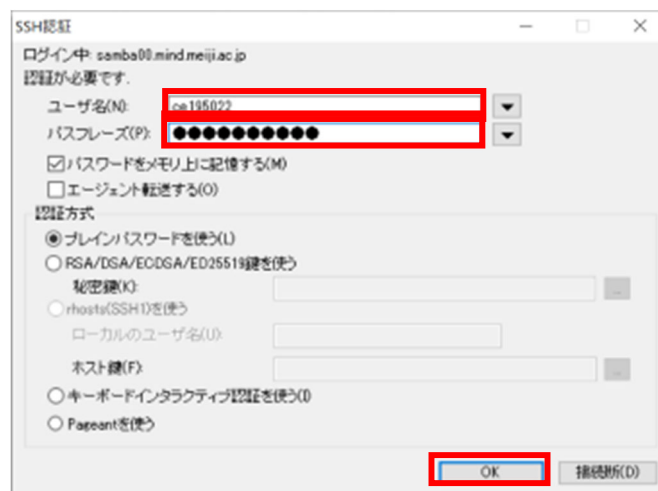 SSH認証
ログイン中: samba00.mind.meiji.ac.jp
認証が必要です.
ユーザ名(N): ce195022
パスフレーズ(P): ●●●●●●●●●●
パスワードをメモリ上に記憶する(M)
エージェント転送する(O)
認証方式
プレインパスワードを使う(L)
RSA/DSA/ECDSA/ED25519鍵を使う
秘密鍵(K):
...
rhosts(SSH1)を使う
ローカルのユーザ名(U):
ホスト鍵(F):
...
キーボードインタラクティブ認証を使う(I)
Pageantを使う
OK 接続断(D)